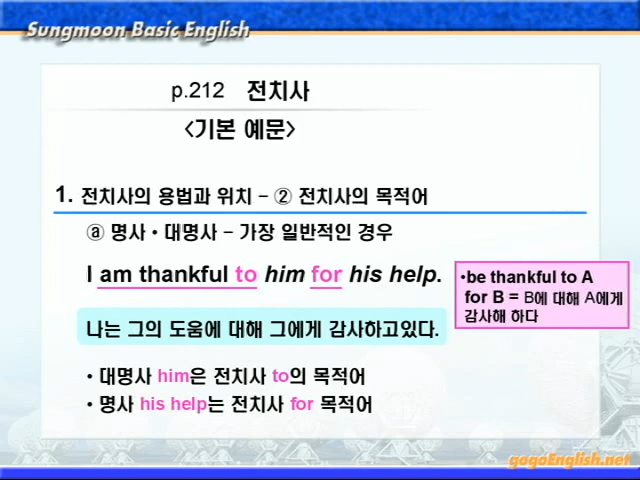 Sungmoon Basic English
p.212 전치사
<기본 예문>
1. 전치사의 용법과 위치 – ② 전치사의 목적어
ⓐ 명사 • 대명사 – 가장 일반적인 경우
I am thankful to him for his help.
•be thankful to A
for B = B에 대해 A에게
감사해 하다
나는 그의 도움에 대해 그에게 감사하고있다.
• 대명사 him은 전치사 to의 목적어
• 명사 his help는 전치사 for 목적어
gogoEnglish.net